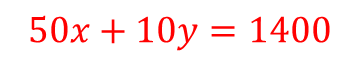 50x + 10y = 1400